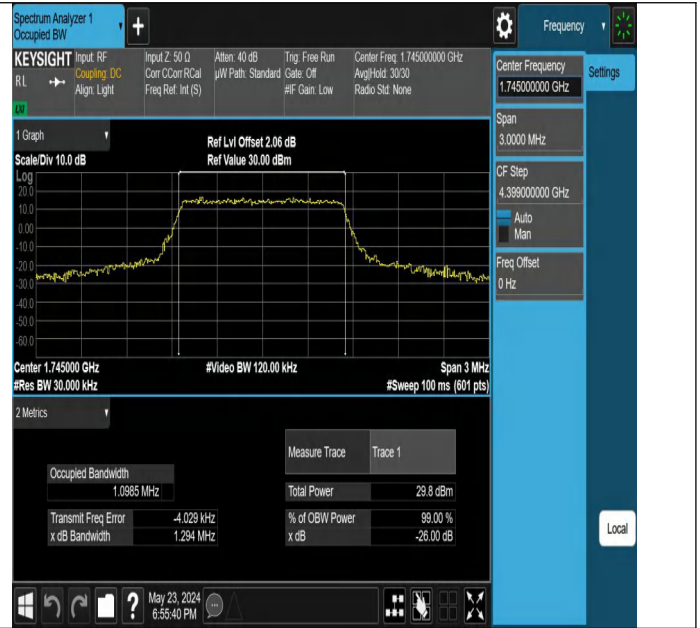 Spectrum Analyzer 1
Occupied BW
+
Frequency
KEYSIGHT
RL
Input: RF
Coupling: DC
Align: Light
Input Z: 50 Ω
Corr CCorr RCal
Freq Ref: Int (S)
Atten: 40 dB
µW Path: Standard
Trig: Free Run
Gate: Off
#IF Gain: Low
Center Freq: 1.745000000 GHz
Avg|Hold: 30/30
Radio Std: None
LXI
1 Graph
Scale/Div 10.0 dB
Ref Lvl Offset 2.06 dB
Ref Value 30.00 dBm
Log
20.0
10.0
0.00
-10.0
-20.0
-30.0
-40.0
-50.0
-60.0
Center 1.745000 GHz
#Res BW 30.000 kHz
#Video BW 120.00 kHz
Span 3 MHz
#Sweep 100 ms (601 pts)
2 Metrics
Measure Trace Trace 1
Occupied Bandwidth
1.0985 MHz
Total Power 29.8 dBm
Transmit Freq Error -4.029 kHz
% of OBW Power 99.00 %
x dB Bandwidth 1.294 MHz
x dB -26.00 dB
Center Frequency
1.745000000 GHz
Settings
Span
3.0000 MHz
CF Step
4.399000000 GHz
Auto
Man
Freq Offset
0 Hz
Local
?
May 23, 2024
6:55:40 PM